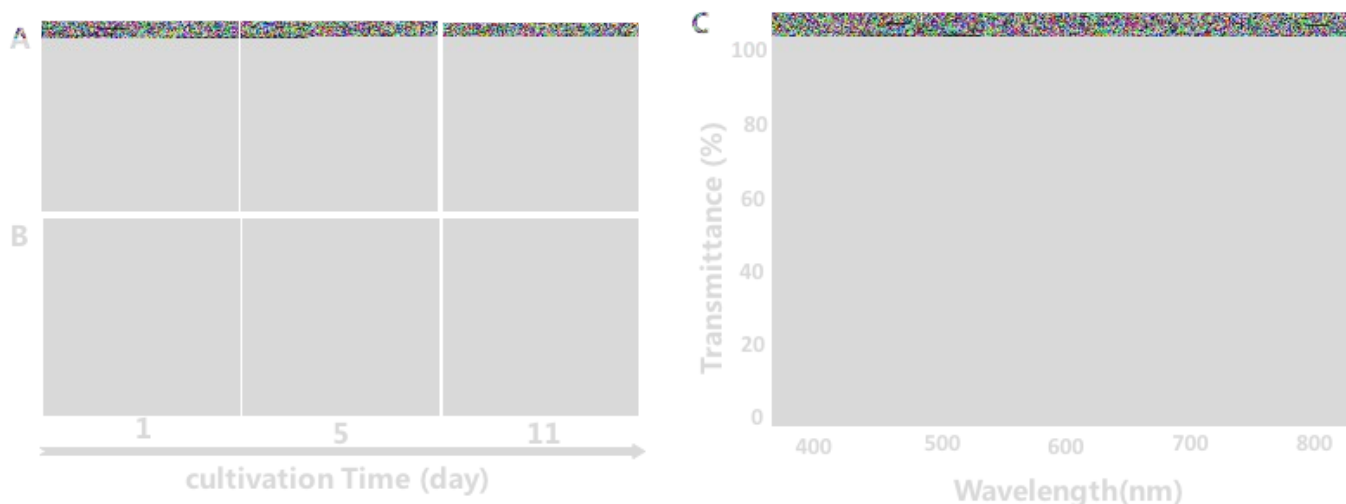 A
B
1 5 11
cultivation Time (day)
C
100
80
60
40
20
0
Transmittance (%)
400 500 600 700 800
Wavelength(nm)